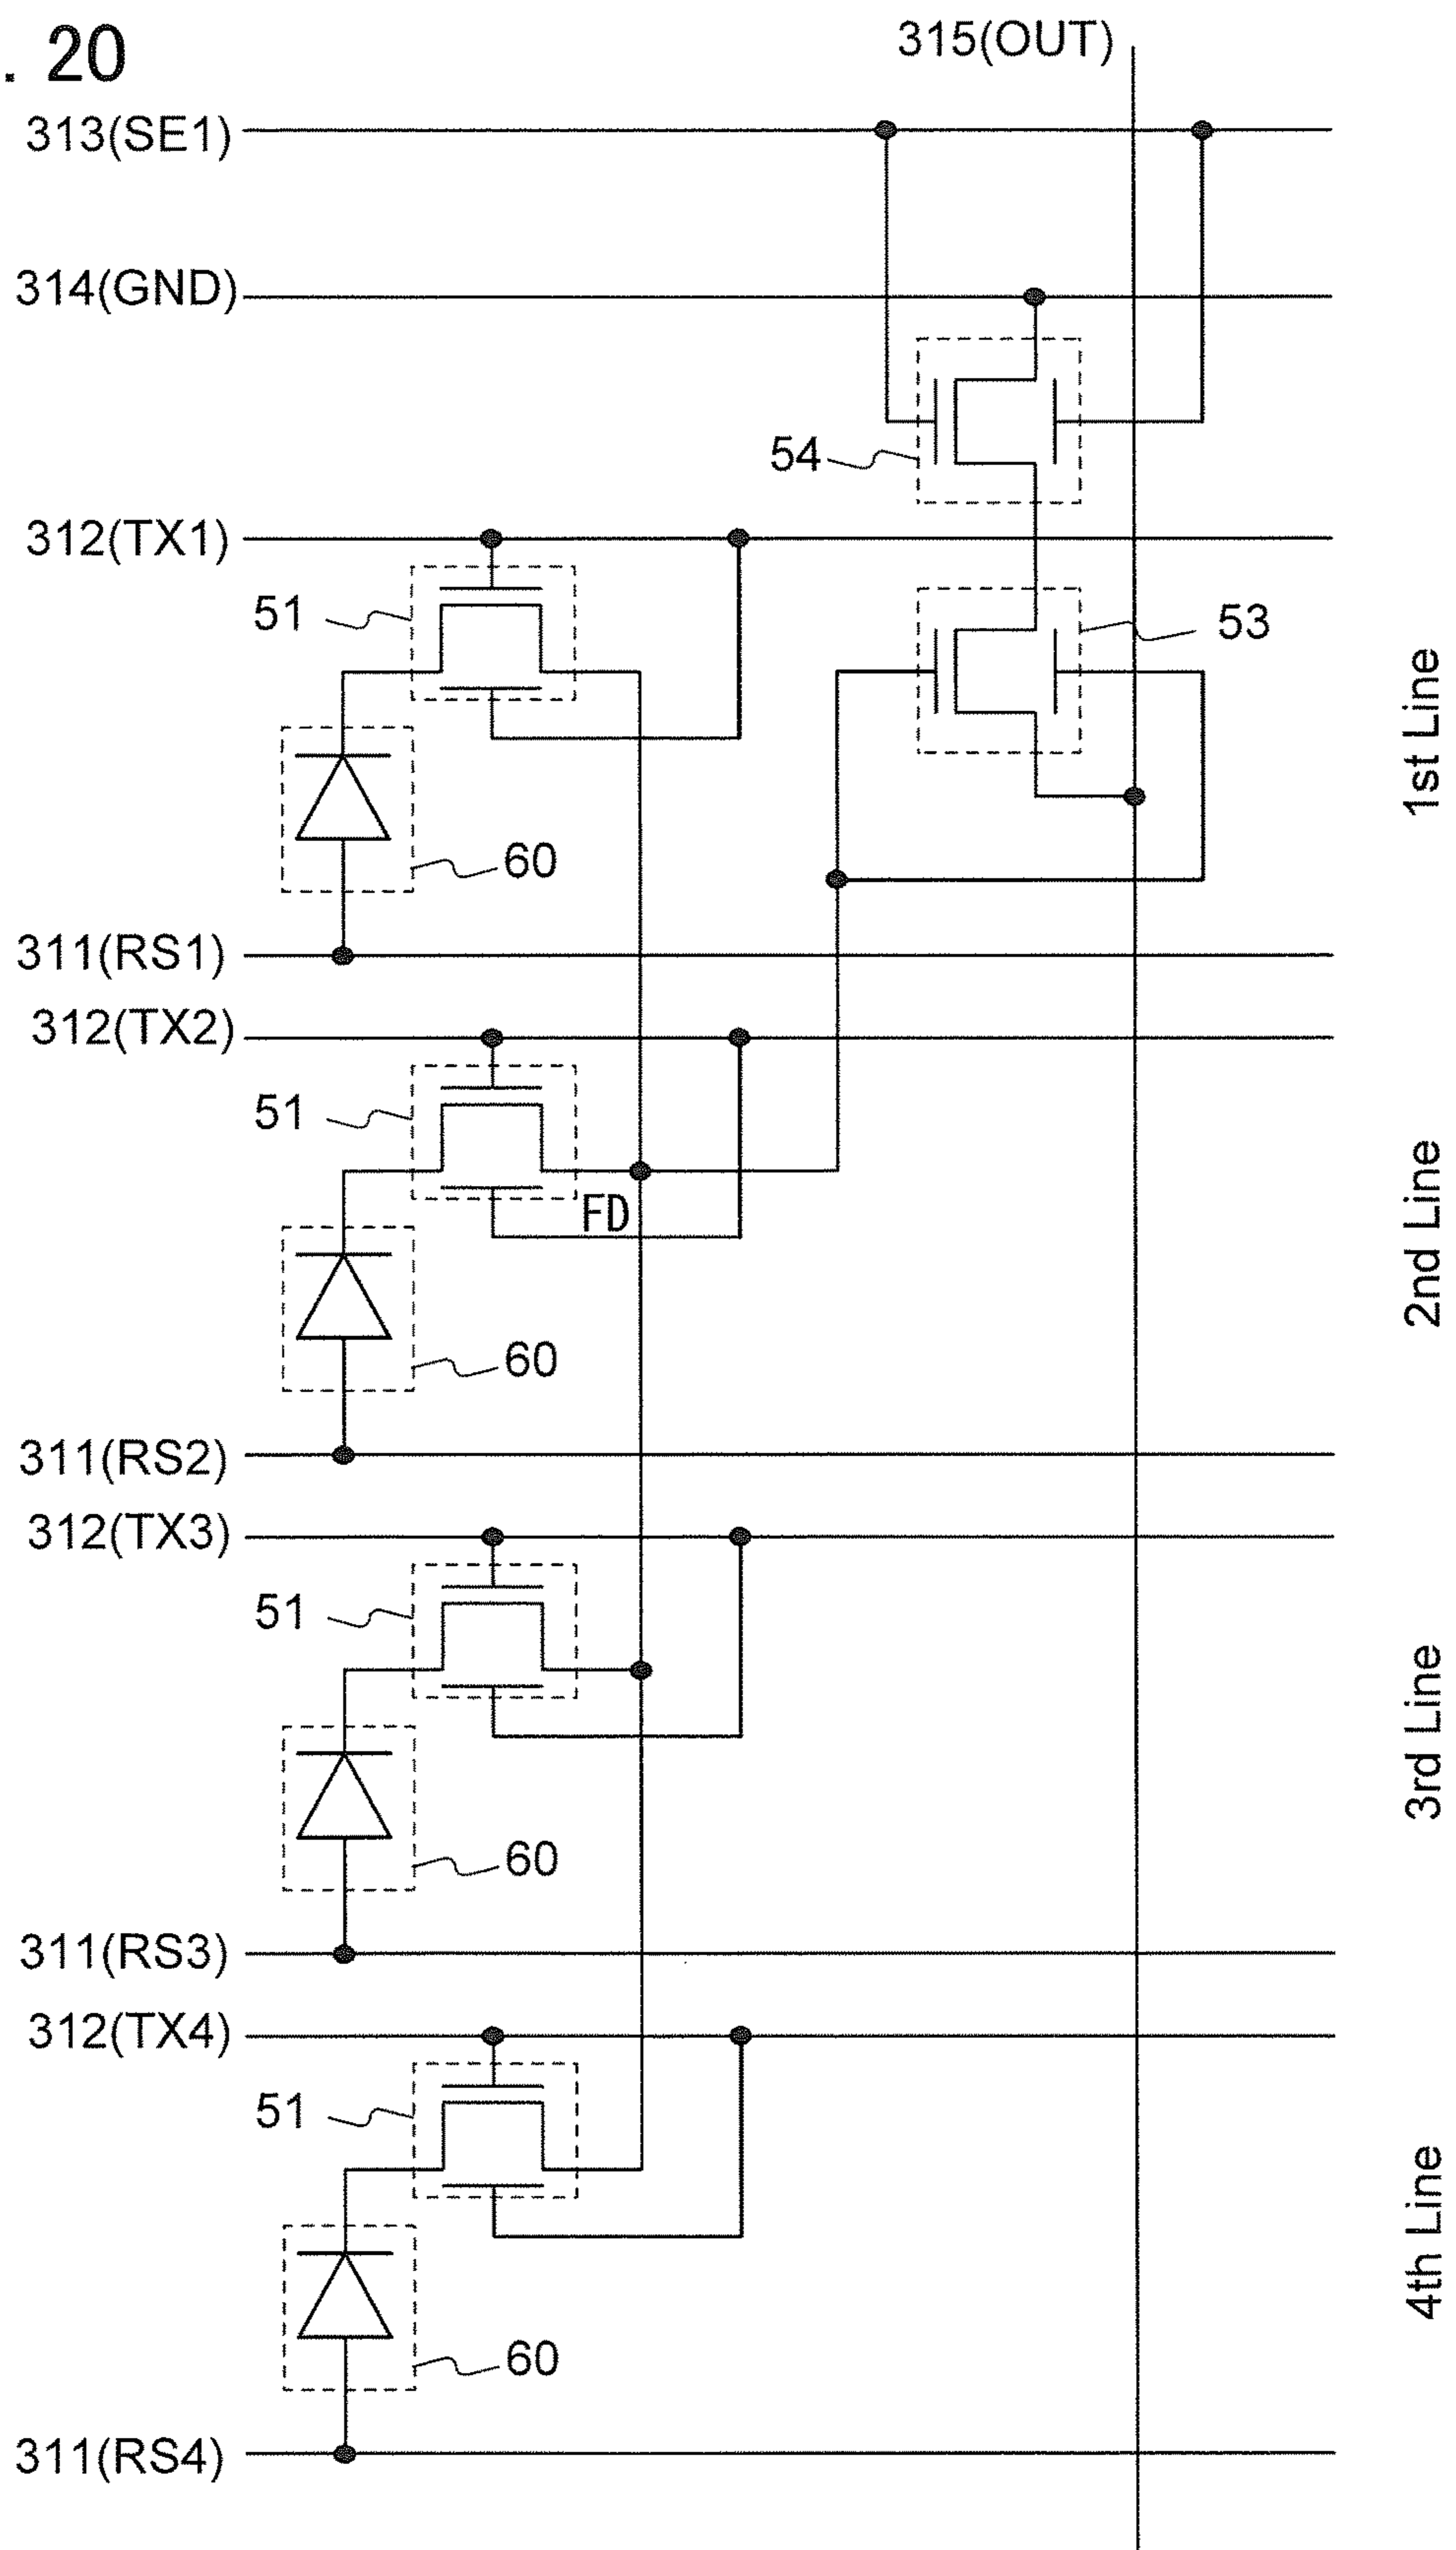 . 20
315(OUT)
313(SE1)
314(GND)
54
312(TX1)
51
53
60
1st Line
311(RS1)
312(TX2)
51
FD
60
2nd Line
311(RS2)
312(TX3)
51
60
3rd Line
311(RS3)
312(TX4)
51
60
4th Line
311(RS4)